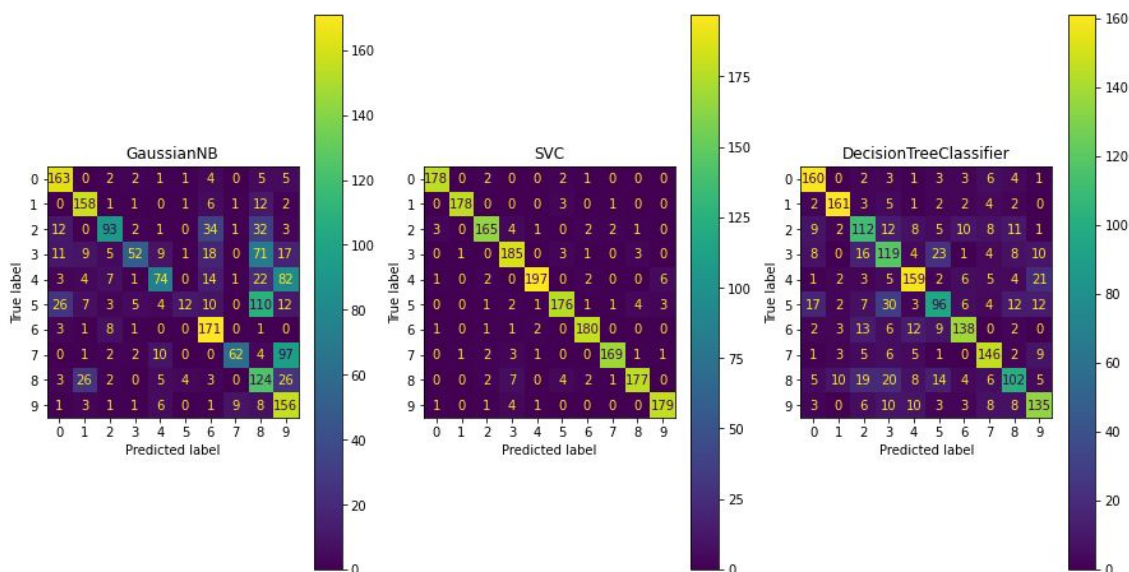 GaussianNB
True label
0 163 0 2 2 1 1 4 0 5 5
1 0 158 1 1 0 1 6 1 12 2
2 12 0 93 2 1 0 34 1 32 3
3 11 9 5 52 9 1 18 0 71 17
4 3 4 7 1 74 0 14 1 22 82
5 26 7 3 5 4 12 10 0 110 12
6 3 1 8 1 0 0 171 0 1 0
7 0 1 2 2 10 0 0 62 4 97
8 3 26 2 0 5 4 3 0 124 26
9 1 3 1 1 6 0 1 9 8 156
0 1 2 3 4 5 6 7 8 9
Predicted label
160
140
120
100
80
60
40
20
0
SVC
True label
0 178 0 2 0 0 2 1 0 0 0
1 0 178 1 0 0 1 0 1 1 0
2 3 0 165 4 1 0 2 2 1 0
3 0 0 1 185 0 3 1 0 3 0
4 1 0 2 0 197 2 0 0 0 6
5 0 0 1 2 1 176 1 1 4 3
6 1 0 1 1 2 0 180 0 0 0
7 0 1 2 3 1 0 0 169 1 1
8 0 0 2 7 0 4 2 1 177 0
9 1 0 1 4 1 0 0 0 0 179
0 1 2 3 4 5 6 7 8 9
Predicted label
175
150
125
100
75
50
25
0
DecisionTreeClassifier
True label
0 160 0 2 3 1 3 3 6 4 1
1 2 161 3 5 1 2 2 4 2 0
2 9 2 112 12 8 5 10 8 11 1
3 8 0 16 119 4 23 1 4 8 10
4 1 2 3 5 159 2 6 5 4 21
5 17 2 7 30 3 96 6 4 12 12
6 2 3 13 6 12 9 138 0 2 0
7 1 3 5 6 5 1 0 146 2 9
8 5 10 19 20 8 14 4 6 102 5
9 3 0 6 10 10 3 3 8 8 135
0 1 2 3 4 5 6 7 8 9
Predicted label
160
140
120
100
80
60
40
20
0